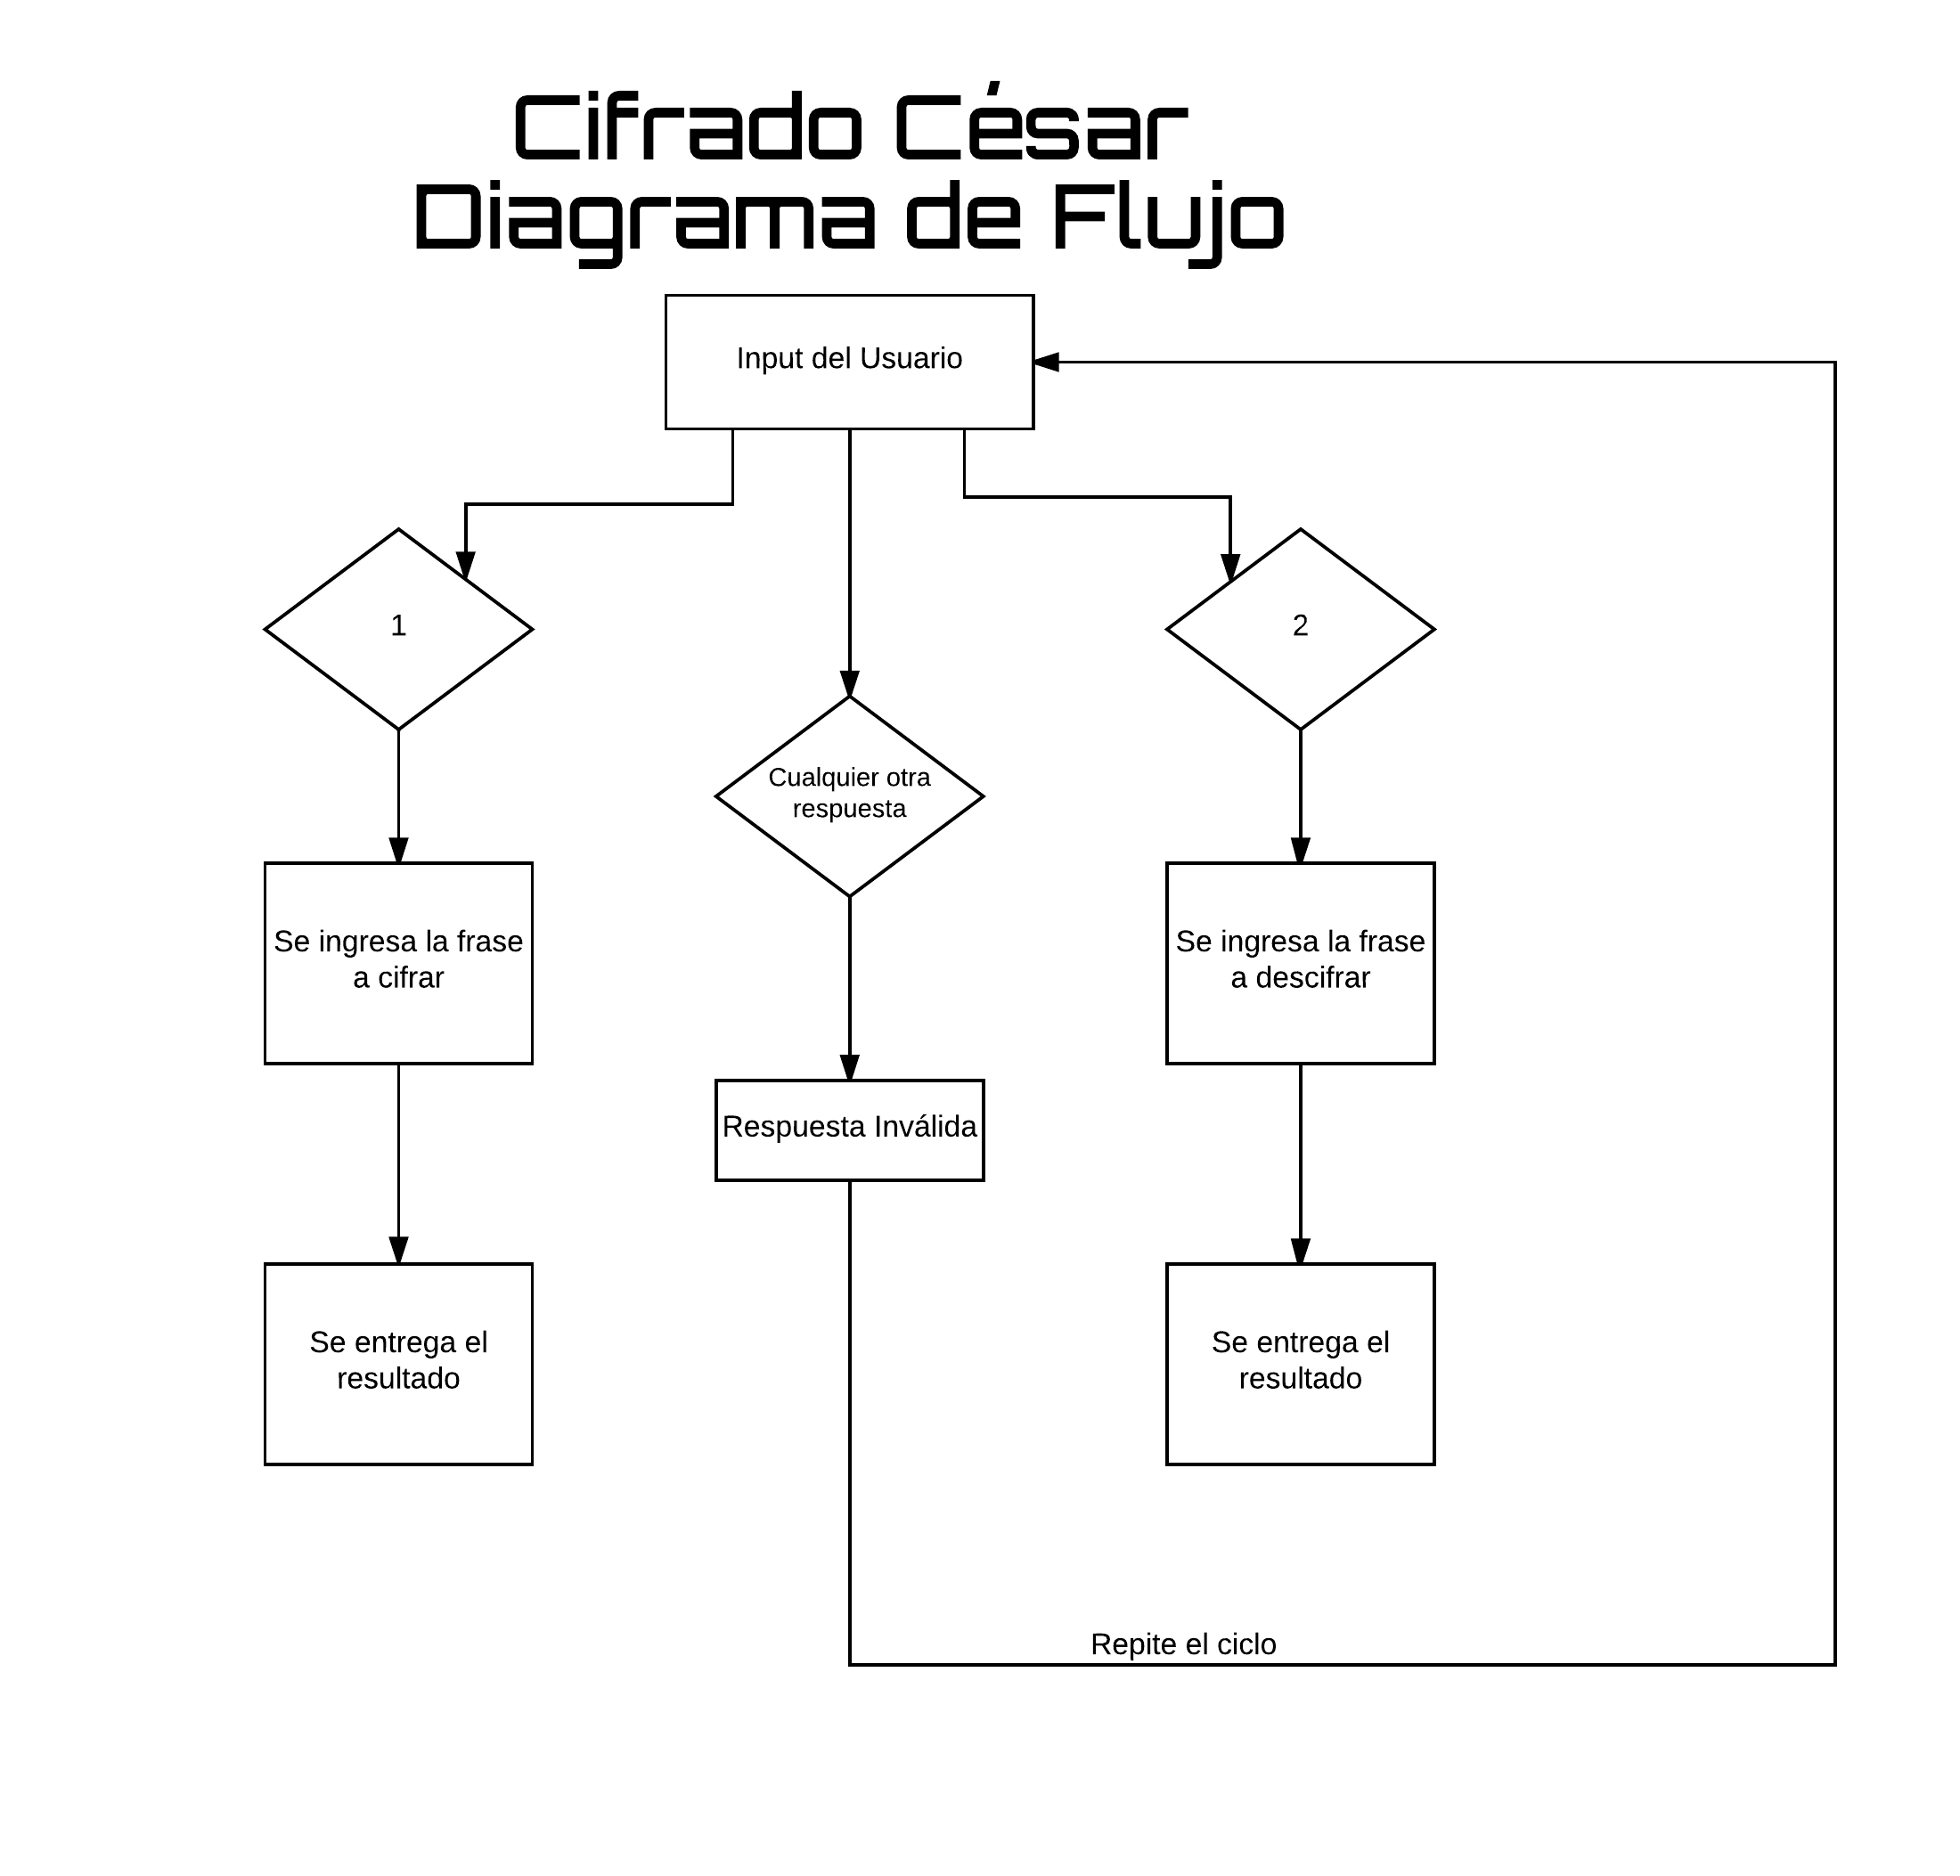 Cifrado César
Diagrama de Flujo
Input del Usuario
1
2
Cualquier otra
respuesta
Se ingresa la frase
a cifrar
Se ingresa la frase
a descifrar
Respuesta Inválida
Se entrega el
resultado
Se entrega el
resultado
Repite el ciclo